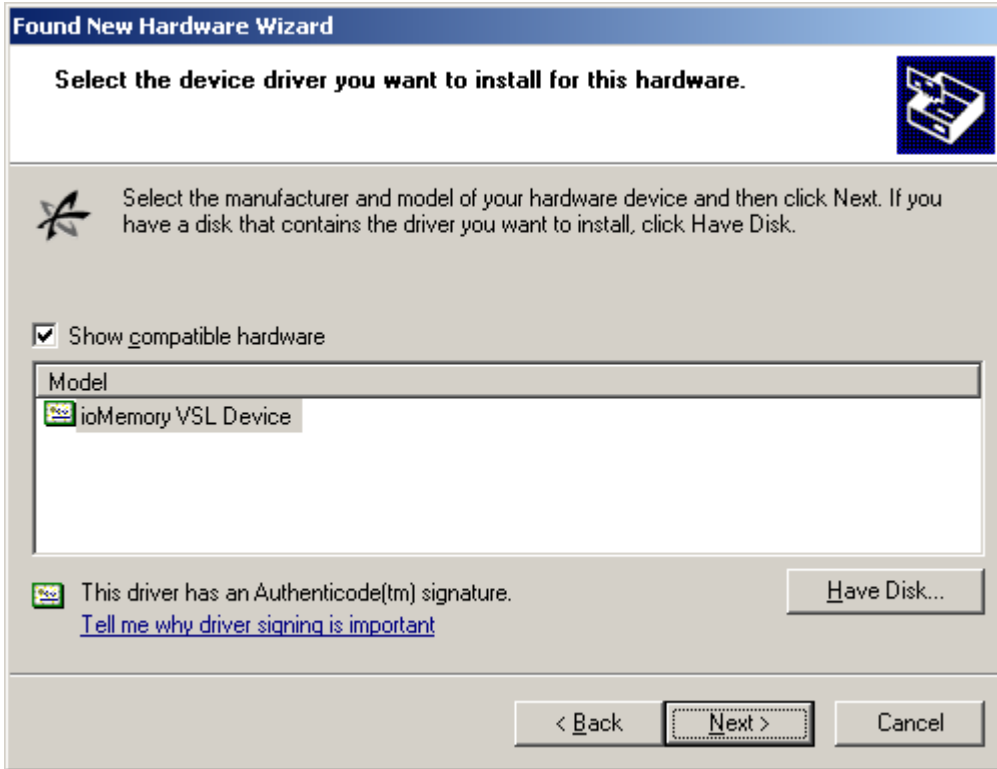 Found New Hardware Wizard
Select the device driver you want to install for this hardware.
Select the manufacturer and model of your hardware device and then click Next. If you
have a disk that contains the driver you want to install, click Have Disk.
Show compatible hardware
Model
ioMemory VSL Device
This driver has an Authenticode(tm) signature.
Have Disk...
Tell me why driver signing is important
< Back
Next >
Cancel